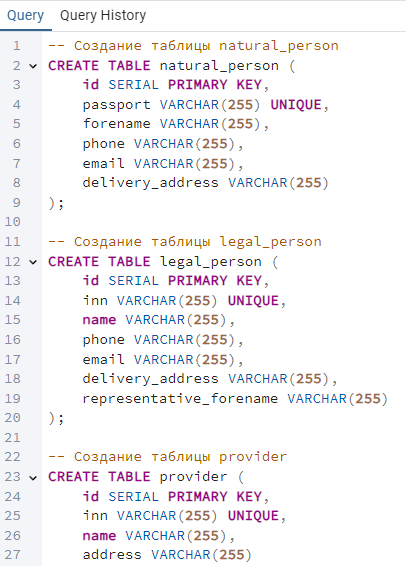 Query Query History
1 -- Создание таблицы natural_person
2 CREATE TABLE natural_person (
3 id SERIAL PRIMARY KEY,
4 passport VARCHAR(255) UNIQUE,
5 forename VARCHAR(255),
6 phone VARCHAR(255),
7 email VARCHAR(255),
8 delivery_address VARCHAR(255)
9 );
10
11 -- Создание таблицы legal_person
12 CREATE TABLE legal_person (
13 id SERIAL PRIMARY KEY,
14 inn VARCHAR(255) UNIQUE,
15 name VARCHAR(255),
16 phone VARCHAR(255),
17 email VARCHAR(255),
18 delivery_address VARCHAR(255),
19 representative_forename VARCHAR(255)
20 );
21
22 -- Создание таблицы provider
23 CREATE TABLE provider (
24 id SERIAL PRIMARY KEY,
25 inn VARCHAR(255) UNIQUE,
26 name VARCHAR(255),
27 address VARCHAR(255)